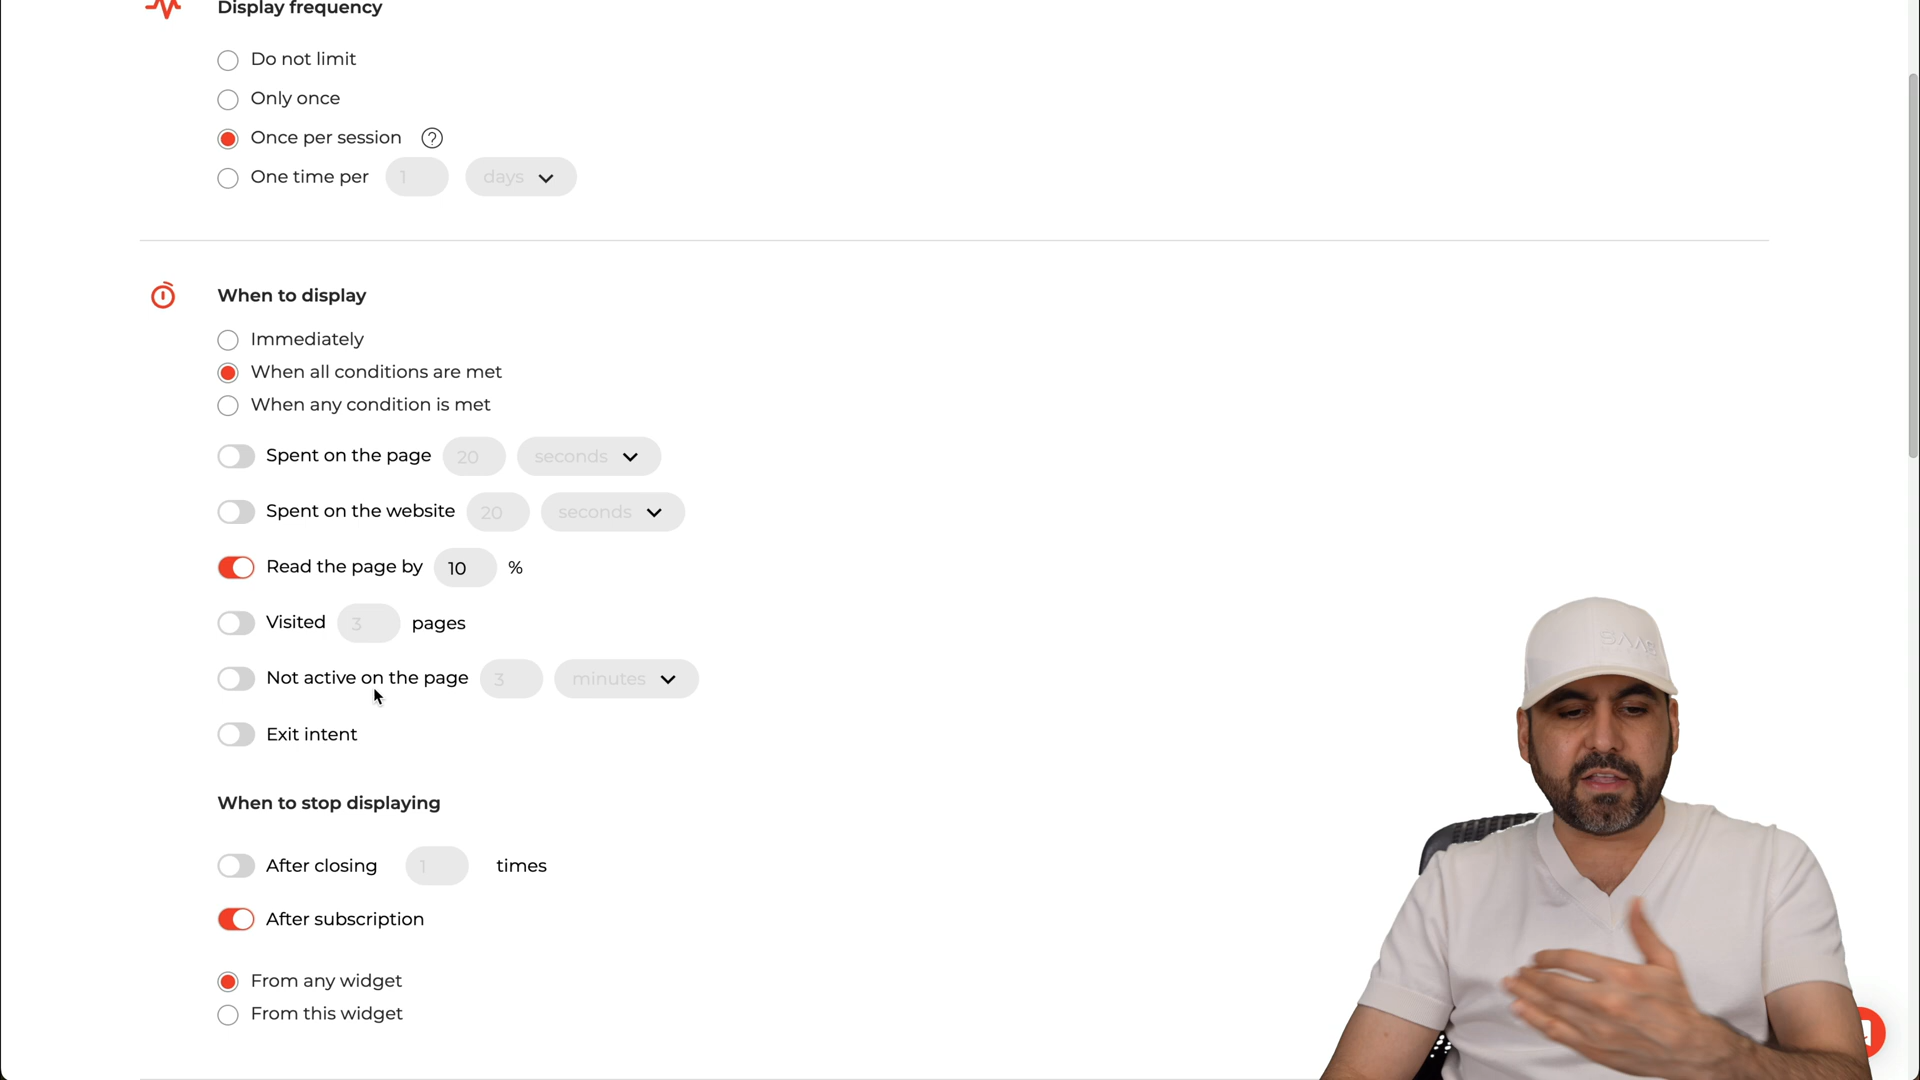 Display frequency
Do not limit
Only once
Once per session ?
One time per 1 days
When to display
Immediately
When all conditions are met
When any condition is met
Spent on the page 20 seconds
Spent on the website 20 seconds
Read the page by 10 %
Visited 3 pages
Not active on the page 3 minutes
Exit intent
When to stop displaying
After closing 1 times
After subscription
From any widget
From this widget